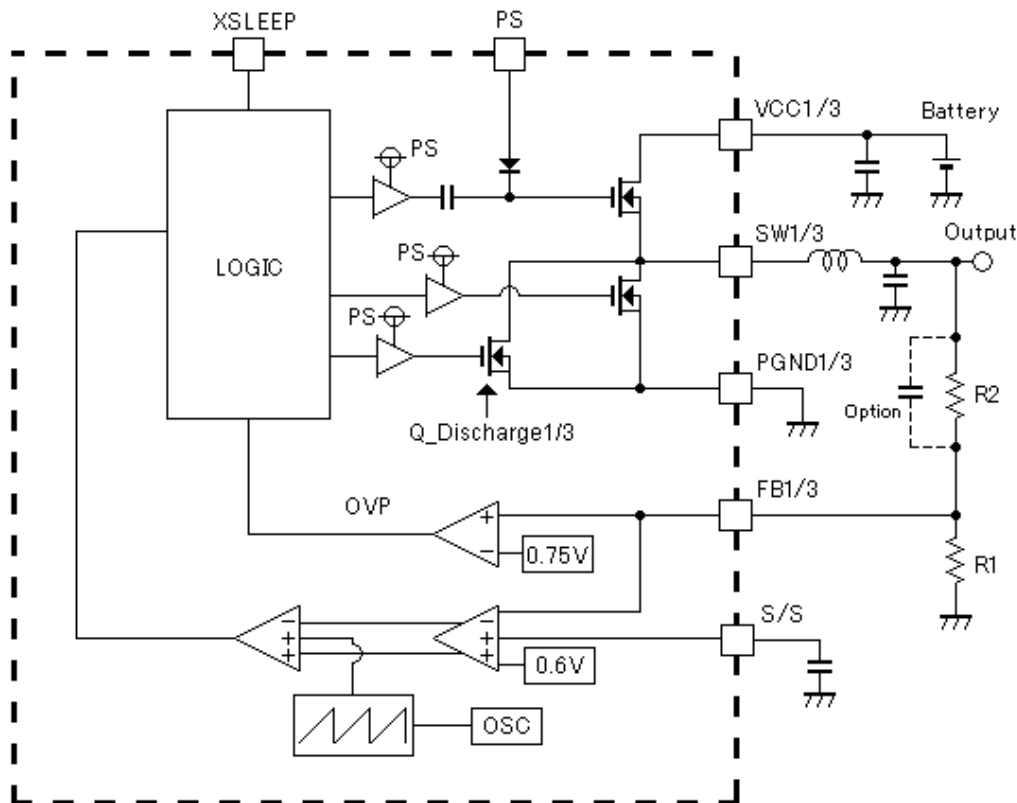 XSLEEP
PS
VCC1/3
Battery
PS
SW1/3
Output
PS
LOGIC
PS
PGND1/3
R2
Option
Q_Discharge1/3
FB1/3
OVP
+
−
0.75V
R1
S/S
−
+
+
−
+
+
0.6V
OSC